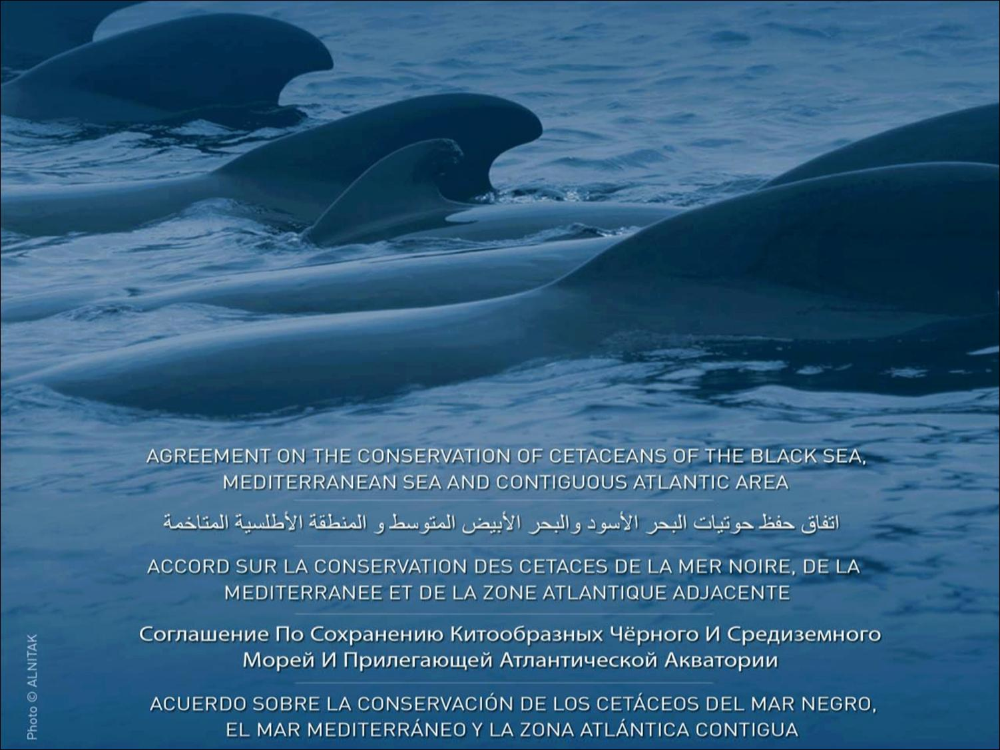 AGREEMENT ON THE CONSERVATION OF CETACEANS OF THE BLACK SEA,
MEDITERRANEAN SEA AND CONTIGUOUS ATLANTIC AREA
اتفاق حفظ حوتيات البحر الأسود والبحر الأبيض المتوسط و المنطقة الأطلسية المتاخمة
ACCORD SUR LA CONSERVATION DES CETACES DE LA MER NOIRE, DE LA
MEDITERRANEE ET DE LA ZONE ATLANTIQUE ADJACENTE
Соглашение По Сохранению Китообразных Чёрного И Средиземного
Морей И Прилегающей Атлантической Акватории
ACUERDO SOBRE LA CONSERVACIÓN DE LOS CETÁCEOS DEL MAR NEGRO,
EL MAR MEDITERRÁNEO Y LA ZONA ATLÁNTICA CONTIGUA
Photo © ALNITAK